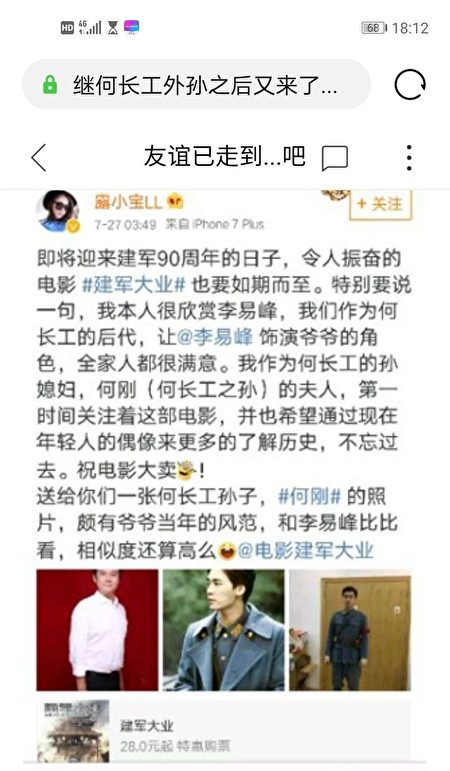 HD 4G 68 18:12
继何长工外孙之后又来了...
友谊已走到...吧
露小宝LL
+ 关注
7-27 03:49 来自 iPhone 7 Plus
即将迎来建军90周年的日子，令人振奋的
电影 #建军大业# 也要如期而至。特别要说
一句，我本人很欣赏李易峰，我们作为何
长工的后代，让@李易峰 饰演爷爷的角
色，全家人都很满意。我作为何长工的孙
媳妇，何刚（何长工之孙）的夫人，第一
时间关注着这部电影，并也希望通过现在
年轻人的偶像来更多的了解历史，不忘过
去。祝电影大卖！
送给你们一张何长工孙子，#何刚# 的照
片，颇有爷爷当年的风范，和李易峰比比
看，相似度还算高么@电影建军大业
建军大业
28.0元起 特惠购票